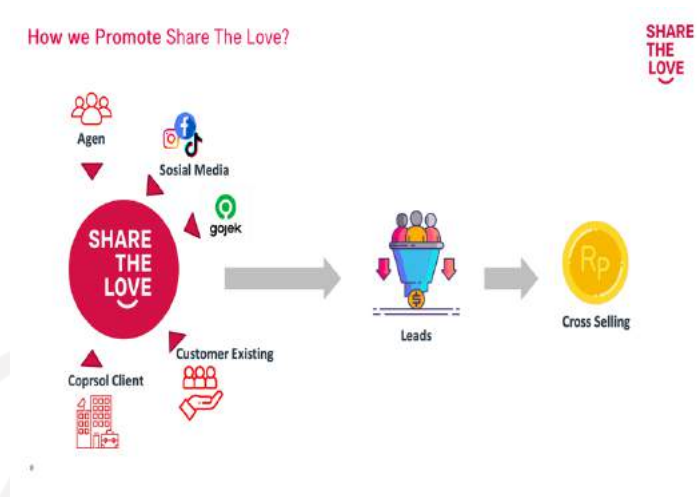 How we Promote Share The Love?
SHARE
THE
LOVE
Agen
Sosial Media
gojek
SHARE
THE
LOVE
Rp
Leads
Cross Selling
Customer Existing
Coprsol Client